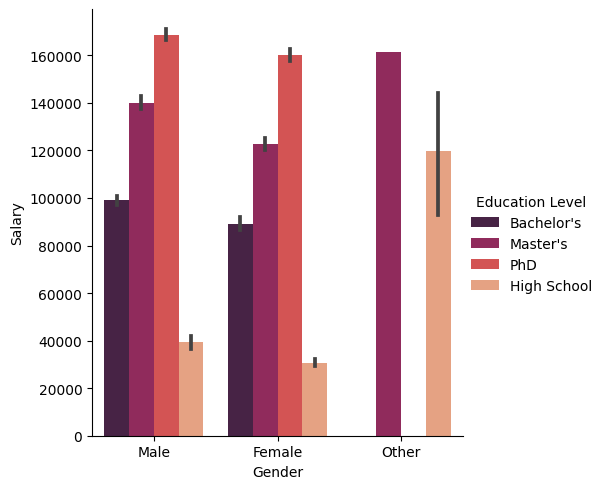 160000
140000
120000
100000
80000
60000
40000
20000
0
Salary
Male
Female
Other
Gender
Education Level
Bachelor's
Master's
PhD
High School